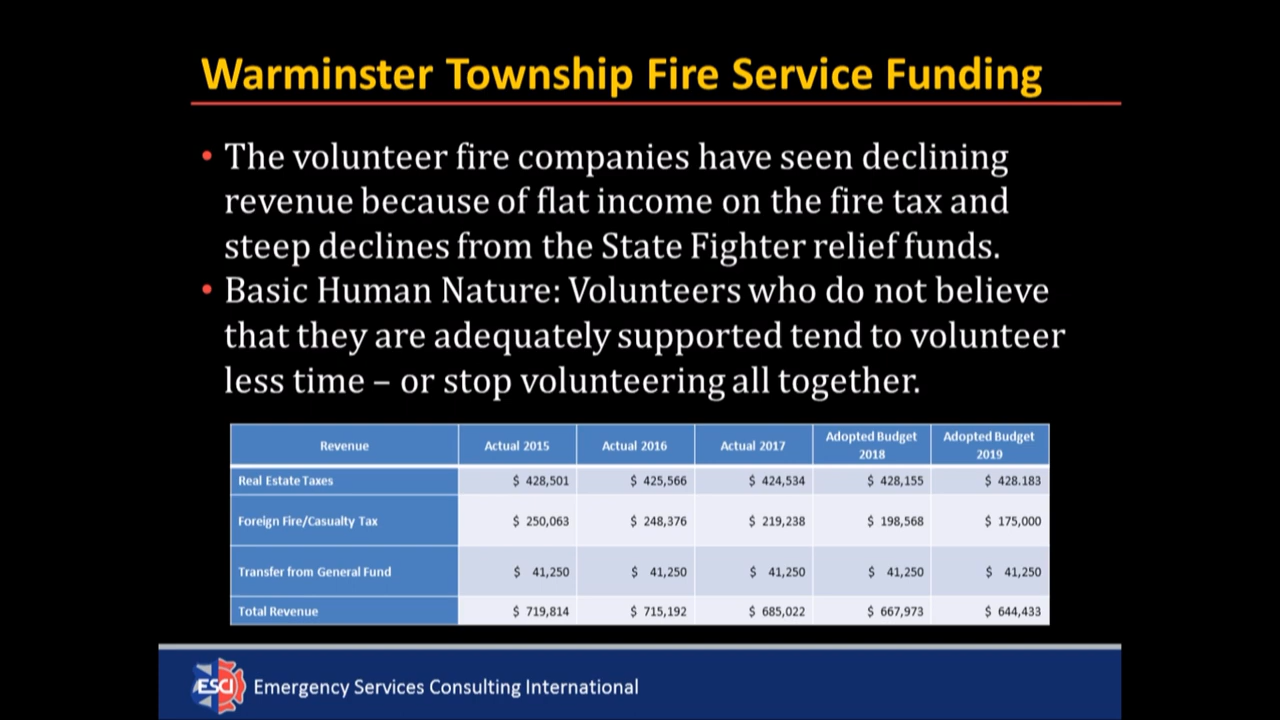 Warminster Township Fire Service Funding
• The volunteer fire companies have seen declining
revenue because of flat income on the fire tax and
steep declines from the State Fighter relief funds.
• Basic Human Nature: Volunteers who do not believe
that they are adequately supported tend to volunteer
less time – or stop volunteering all together.
Revenue Actual 2015 Actual 2016 Actual 2017 Adopted Budget 2018 Adopted Budget 2019
Real Estate Taxes $ 428,501 $ 425,566 $ 424,534 $ 428,155 $ 428.183
Foreign Fire/Casualty Tax $ 250,063 $ 248,376 $ 219,238 $ 198,568 $ 175,000
Transfer from General Fund $ 41,250 $ 41,250 $ 41,250 $ 41,250 $ 41,250
Total Revenue $ 719,814 $ 715,192 $ 685,022 $ 667,973 $ 644,433
ESCI Emergency Services Consulting International